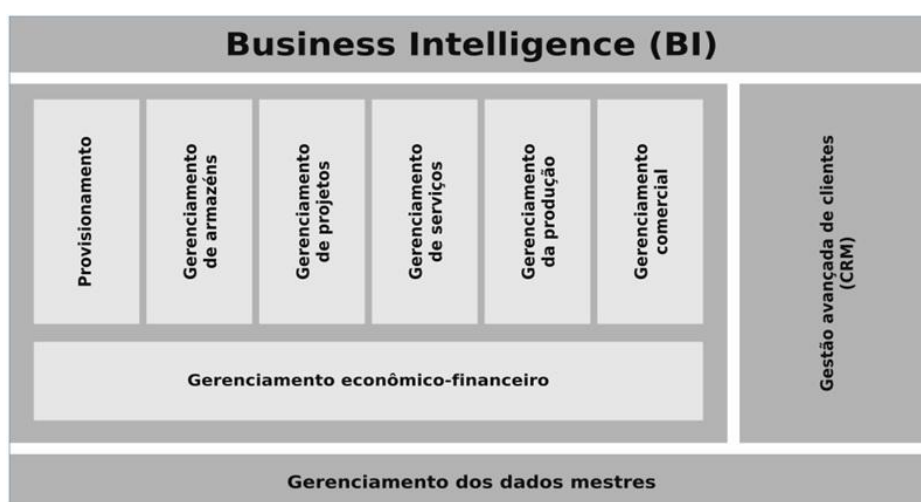 Business Intelligence (BI)
Provisionamento
Gerenciamento
de armazéns
Gerenciamento
de projetos
Gerenciamento
de serviços
Gerenciamento
da produção
Gerenciamento
comercial
Gestão avançada de clientes
(CRM)
Gerenciamento econômico-financeiro
Gerenciamento dos dados mestres